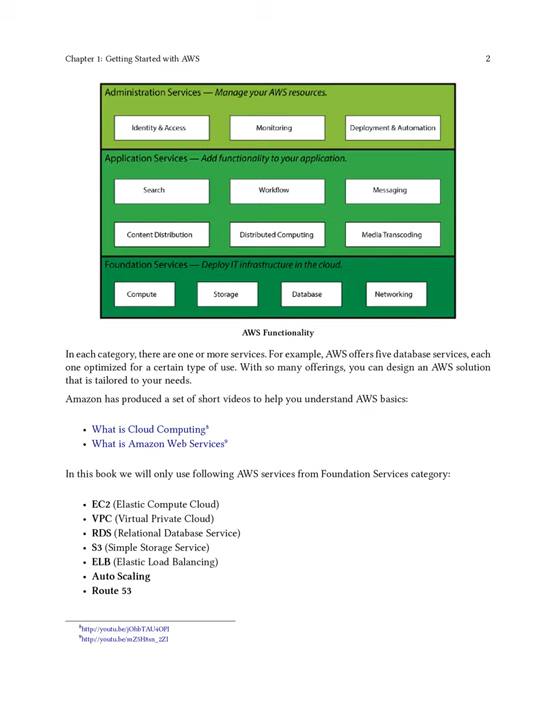 Chapter 1: Getting Started with AWS 2
Administration Services — Manage your AWS resources.
Identity & Access Monitoring Deployment & Automation
Application Services — Add functionality to your application.
Search Workflow Messaging
Content Distribution Distributed Computing Media Transcoding
Foundation Services — Deploy IT infrastructure in the cloud.
Compute Storage Database Networking
AWS Functionality
In each category, there are one or more services. For example, AWS offers five database services, each
one optimized for a certain type of use. With so many offerings, you can design an AWS solution
that is tailored to your needs.
Amazon has produced a set of short videos to help you understand AWS basics:
• What is Cloud Computing⁸
• What is Amazon Web Services⁹
In this book we will only use following AWS services from Foundation Services category:
• EC2 (Elastic Compute Cloud)
• VPC (Virtual Private Cloud)
• RDS (Relational Database Service)
• S3 (Simple Storage Service)
• ELB (Elastic Load Balancing)
• Auto Scaling
• Route 53
⁸http://youtu.be/jOhbTAU4OPI
⁹http://youtu.be/mZ5H8sn_2ZI